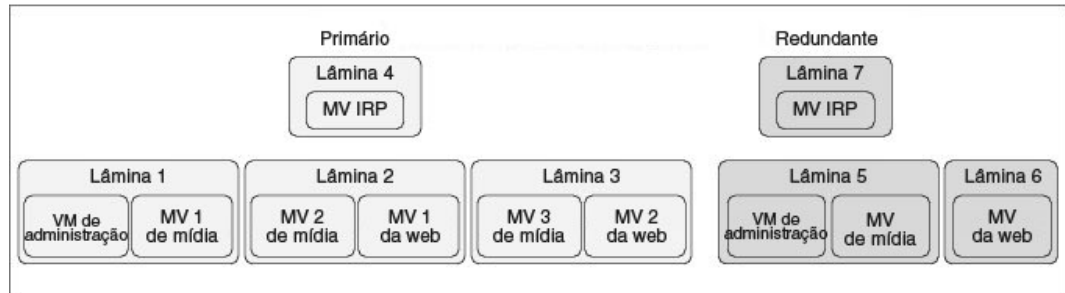 Primário
Redundante
Lâmina 4
MV IRP
Lâmina 7
MV IRP
Lâmina 1
VM de
administração
MV 1
de mídia
Lâmina 2
MV 2
de mídia
MV 1
da web
Lâmina 3
MV 3
de mídia
MV 2
da web
Lâmina 5
VM de
administração
MV
de mídia
Lâmina 6
MV
da web